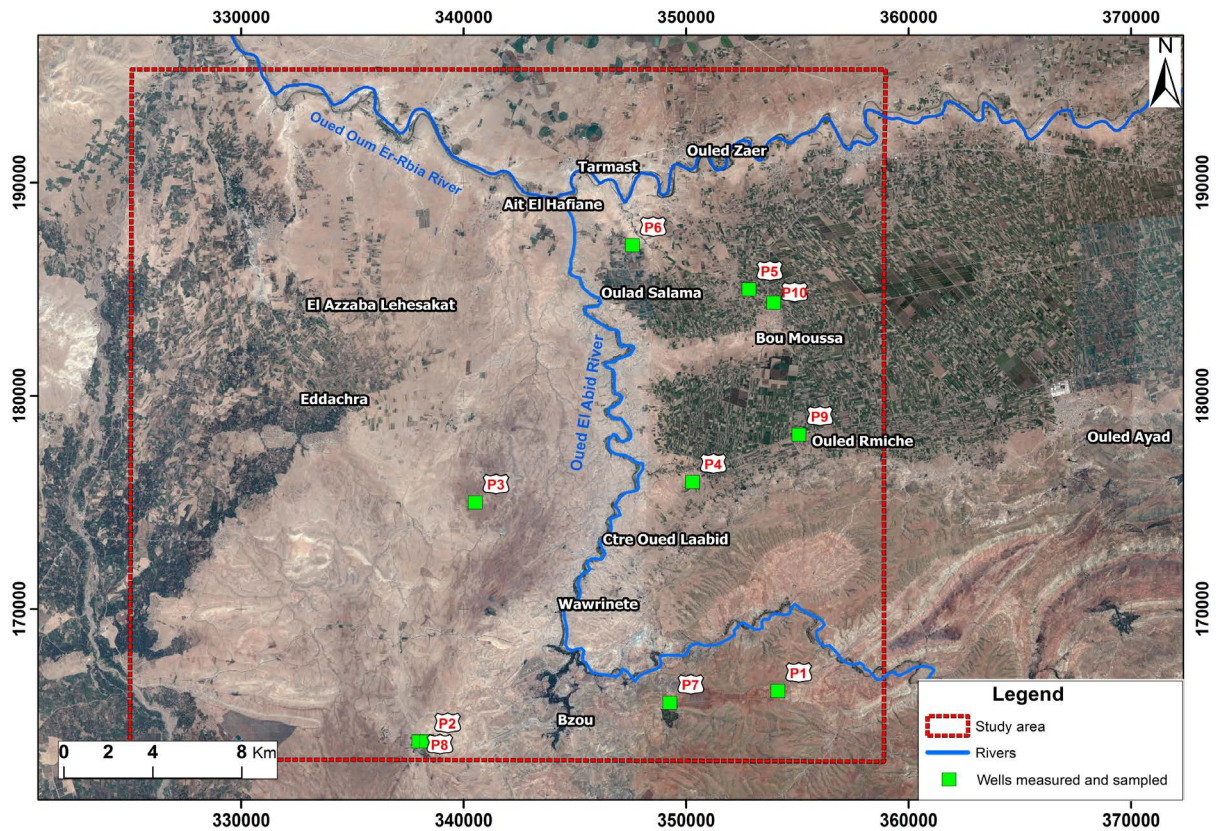 330000 340000 350000 360000 370000
N
Oued Oum Er-Rbia River
Ouled Zaer
Tarmast
190000 190000
Ait El Hafiane
P6
P5
Oulad Salama
P10
El Azzaba Lehesakat
Bou Moussa
Oued El Abid River
180000 180000
Eddachra
P9
Ouled Rmiche
Ouled Ayad
P4
P3
Ctre Oued Laabid
Wawrinete
170000 170000
P1
P7
Bzou
P2
P8
Legend
Study area
Rivers
Wells measured and sampled
0 2 4 8 Km
330000 340000 350000 360000 370000